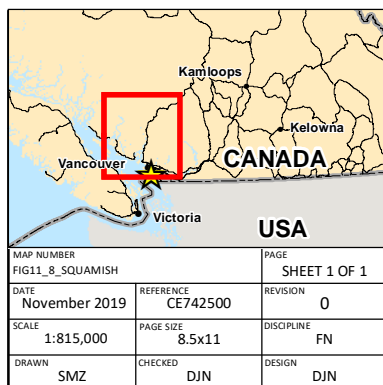 Kamloops
Kelowna
Vancouver
CANADA
Victoria
USA
MAP NUMBER
FIG11_8_SQUAMISH
PAGE
SHEET 1 OF 1
DATE
November 2019
REFERENCE
CE742500
REVISION
0
SCALE
1:815,000
PAGE SIZE
8.5x11
DISCIPLINE
FN
DRAWN
SMZ
CHECKED
DJN
DESIGN
DJN